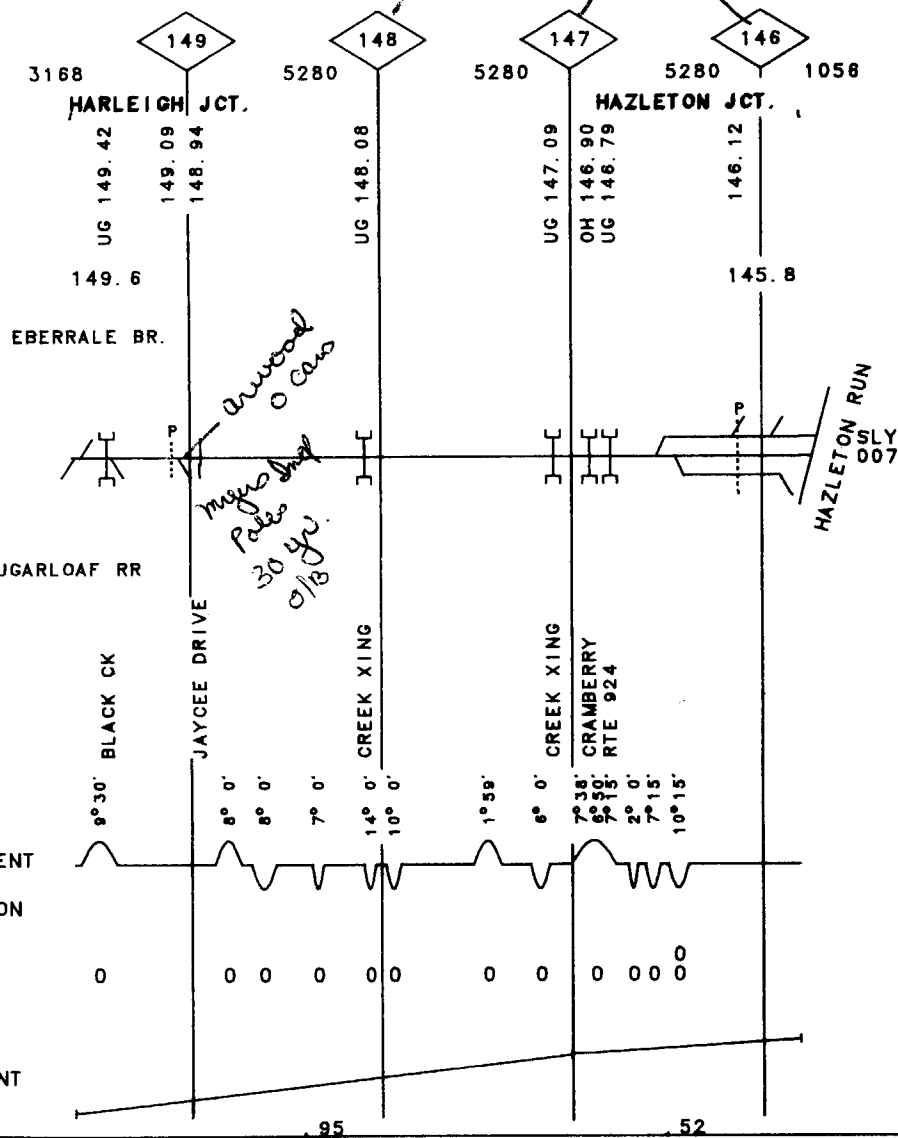 149 148 147 146
3168 5280 5280 5280 1056
HARLEIGH JCT. HAZLETON JCT.
UG 149.42
149.09
148.94
UG 148.08
UG 147.09
OH 146.90
UG 146.79
146.12
149.6 145.8
EBERRALE BR.
0 cars
P P
HAZLETON RUN
SLY
007
30 yr.
O/B
UGARLOAF RR
BLACK CK
JAYCEE DRIVE
CREEK XING
CREEK XING
CRAMBERRY
RTE 924
9°30' 8° 0' 8° 0' 7° 0' 14° 0' 10° 0' 1°59' 6° 0' 7°38' 6°50' 7°15' 2° 0' 7°15' 10°15'
ENT
ON
0
0 0 0 0 0 0 0 0 0 0 0 0
NT
.95 .52